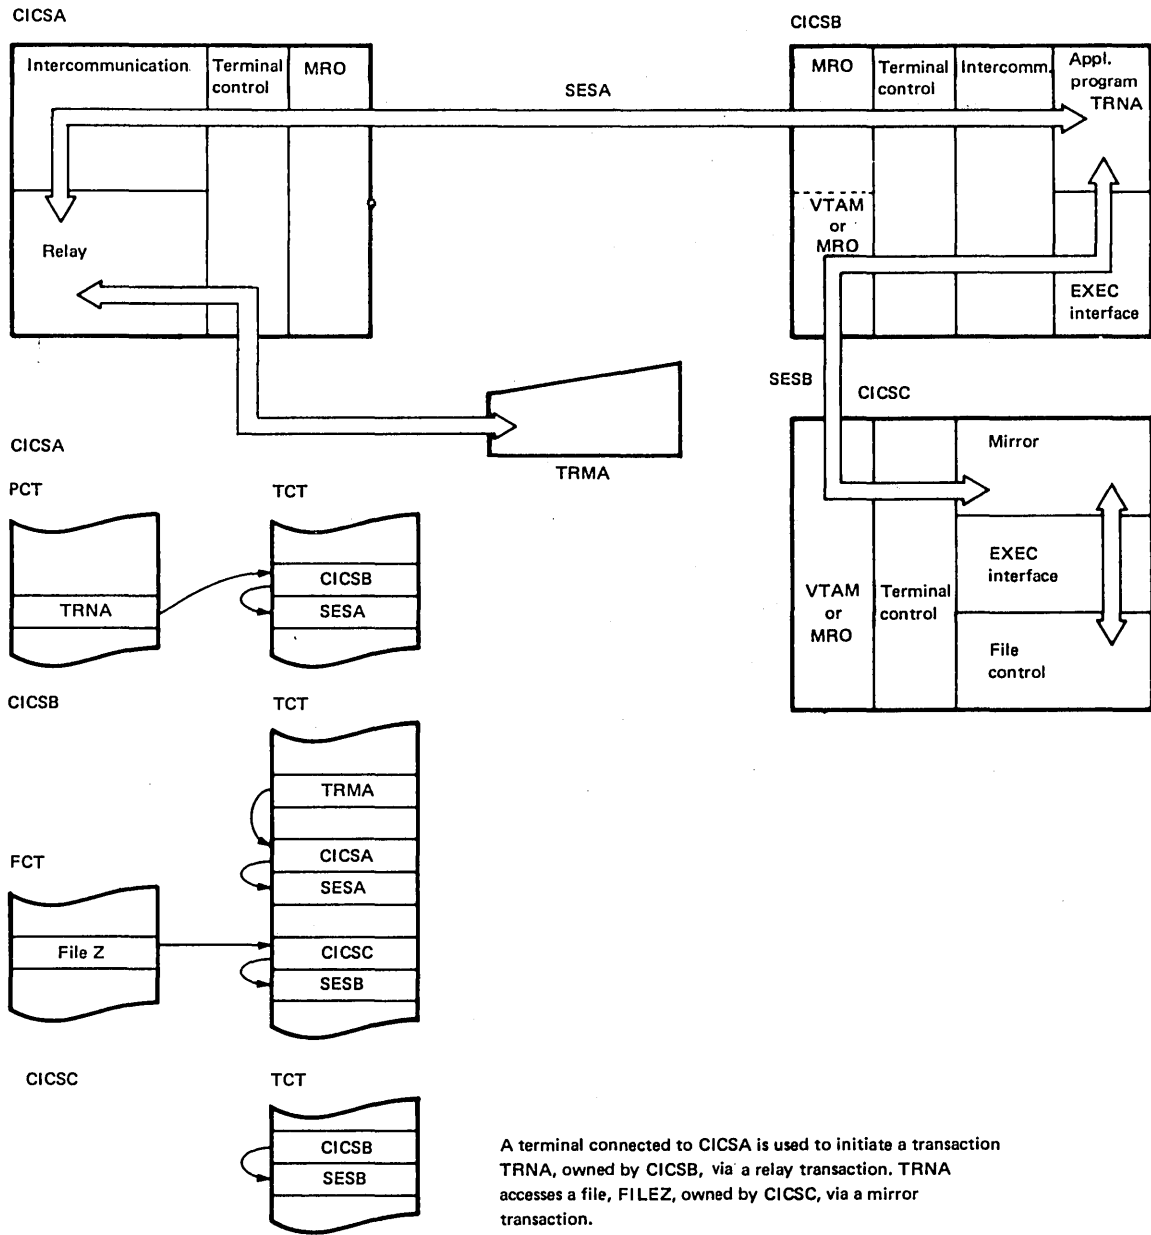 CICSA
CICSB
Intercommunication
Terminal
control
MRO
SESA
MRO
Terminal
control
Intercomm.
Appl.
program
TRNA
VTAM
or
MRO
Relay
EXEC
interface
SESB
CICSC
TRMA
Mirror
EXEC
interface
VTAM
or
MRO
Terminal
control
File
control
CICSA
PCT
TCT
CICSB
TRNA
SESA
CICSB
TCT
TRMA
CICSA
SESA
FCT
File Z
CICSC
SESB
CICSC
TCT
CICSB
SESB
A terminal connected to CICSA is used to initiate a transaction
TRNA, owned by CICSB, via a relay transaction. TRNA
accesses a file, FILEZ, owned by CICSC, via a mirror
transaction.